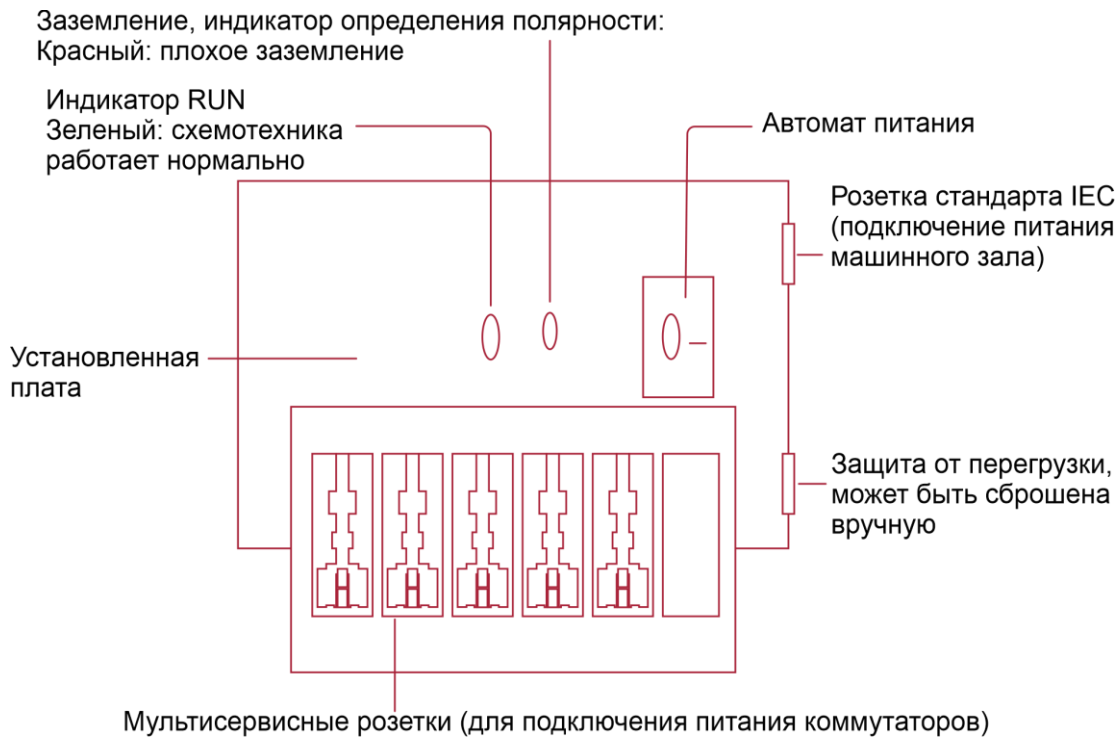 Заземление, индикатор определения полярности:
Красный: плохое заземление
Индикатор RUN
Зеленый: схемотехника
работает нормально
Автомат питания
Розетка стандарта IEC
(подключение питания
машинного зала)
Установленная
плата
Защита от перегрузки,
может быть сброшена
вручную
Мультисервисные розетки (для подключения питания коммутаторов)